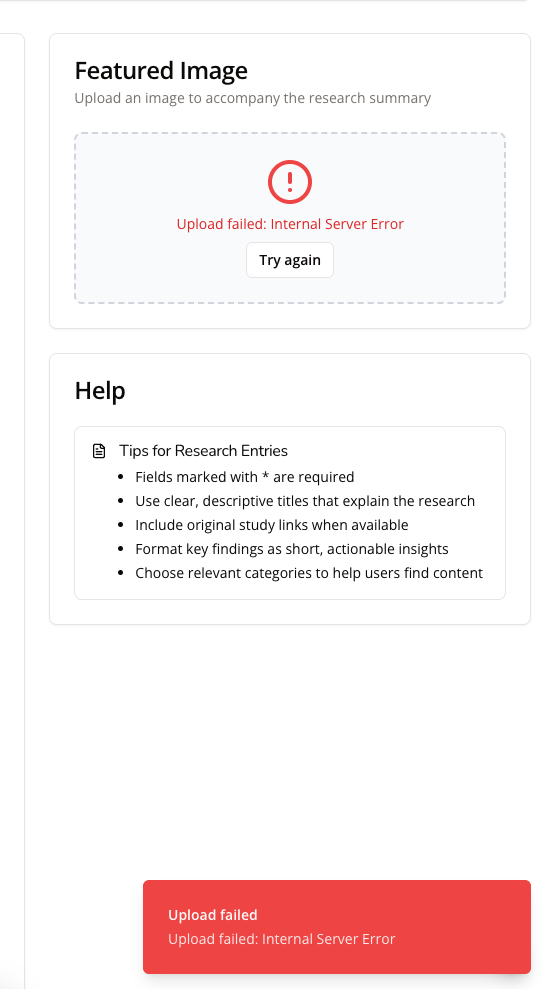 Featured Image
Upload an image to accompany the research summary
Upload failed: Internal Server Error
Try again
Help
Tips for Research Entries
Fields marked with * are required
Use clear, descriptive titles that explain the research
Include original study links when available
Format key findings as short, actionable insights
Choose relevant categories to help users find content
Upload failed
Upload failed: Internal Server Error